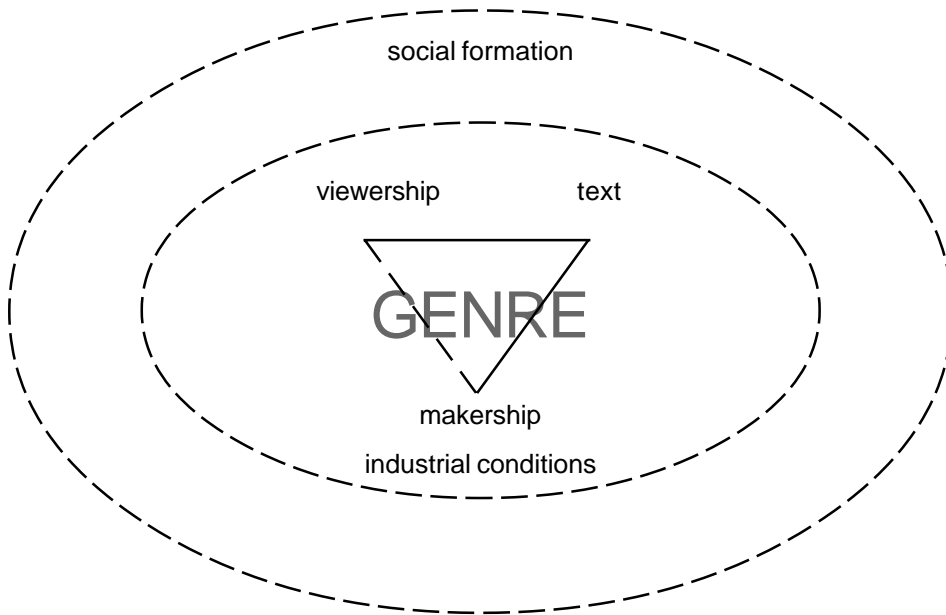 social formation
viewership text
GENRE
makership
industrial conditions